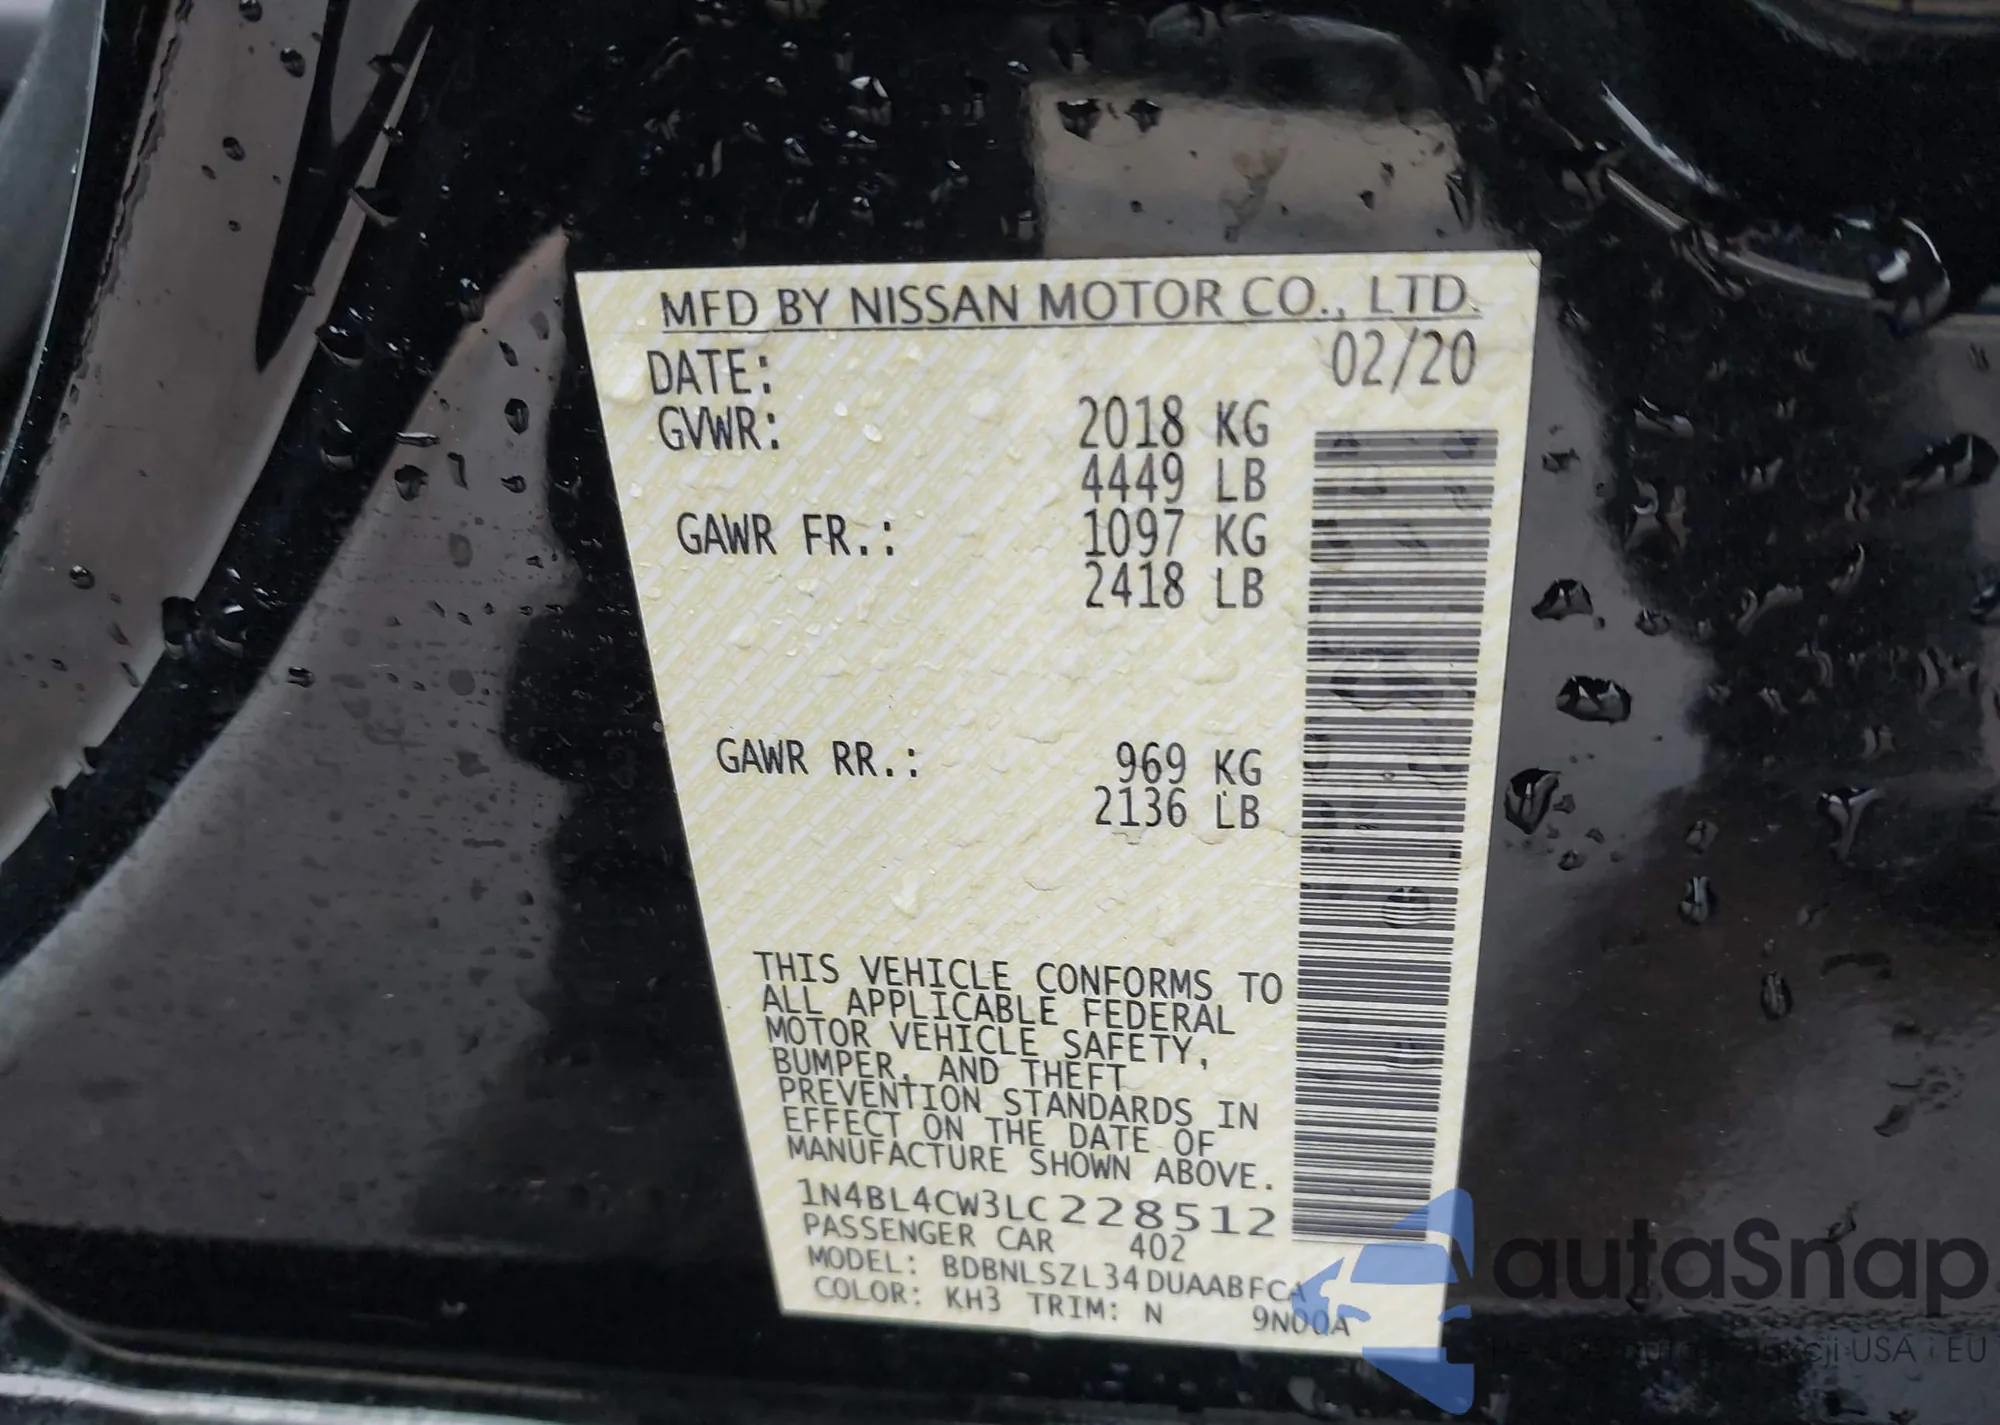 MFD BY NISSAN MOTOR CO., LTD.
DATE: 02/20
GVWR: 2018 KG
4449 LB
GAWR FR.: 1097 KG
2418 LB
GAWR RR.: 969 KG
2136 LB
THIS VEHICLE CONFORMS TO
ALL APPLICABLE FEDERAL
MOTOR VEHICLE SAFETY,
BUMPER, AND THEFT
PREVENTION STANDARDS IN
EFFECT ON THE DATE OF
MANUFACTURE SHOWN ABOVE.
1N4BL4CW3LC228512
PASSENGER CAR 402
MODEL: BDBNLSZL34DUAABFCA
COLOR: KH3 TRIM: N 9N00A
autaSnap
USA i EU